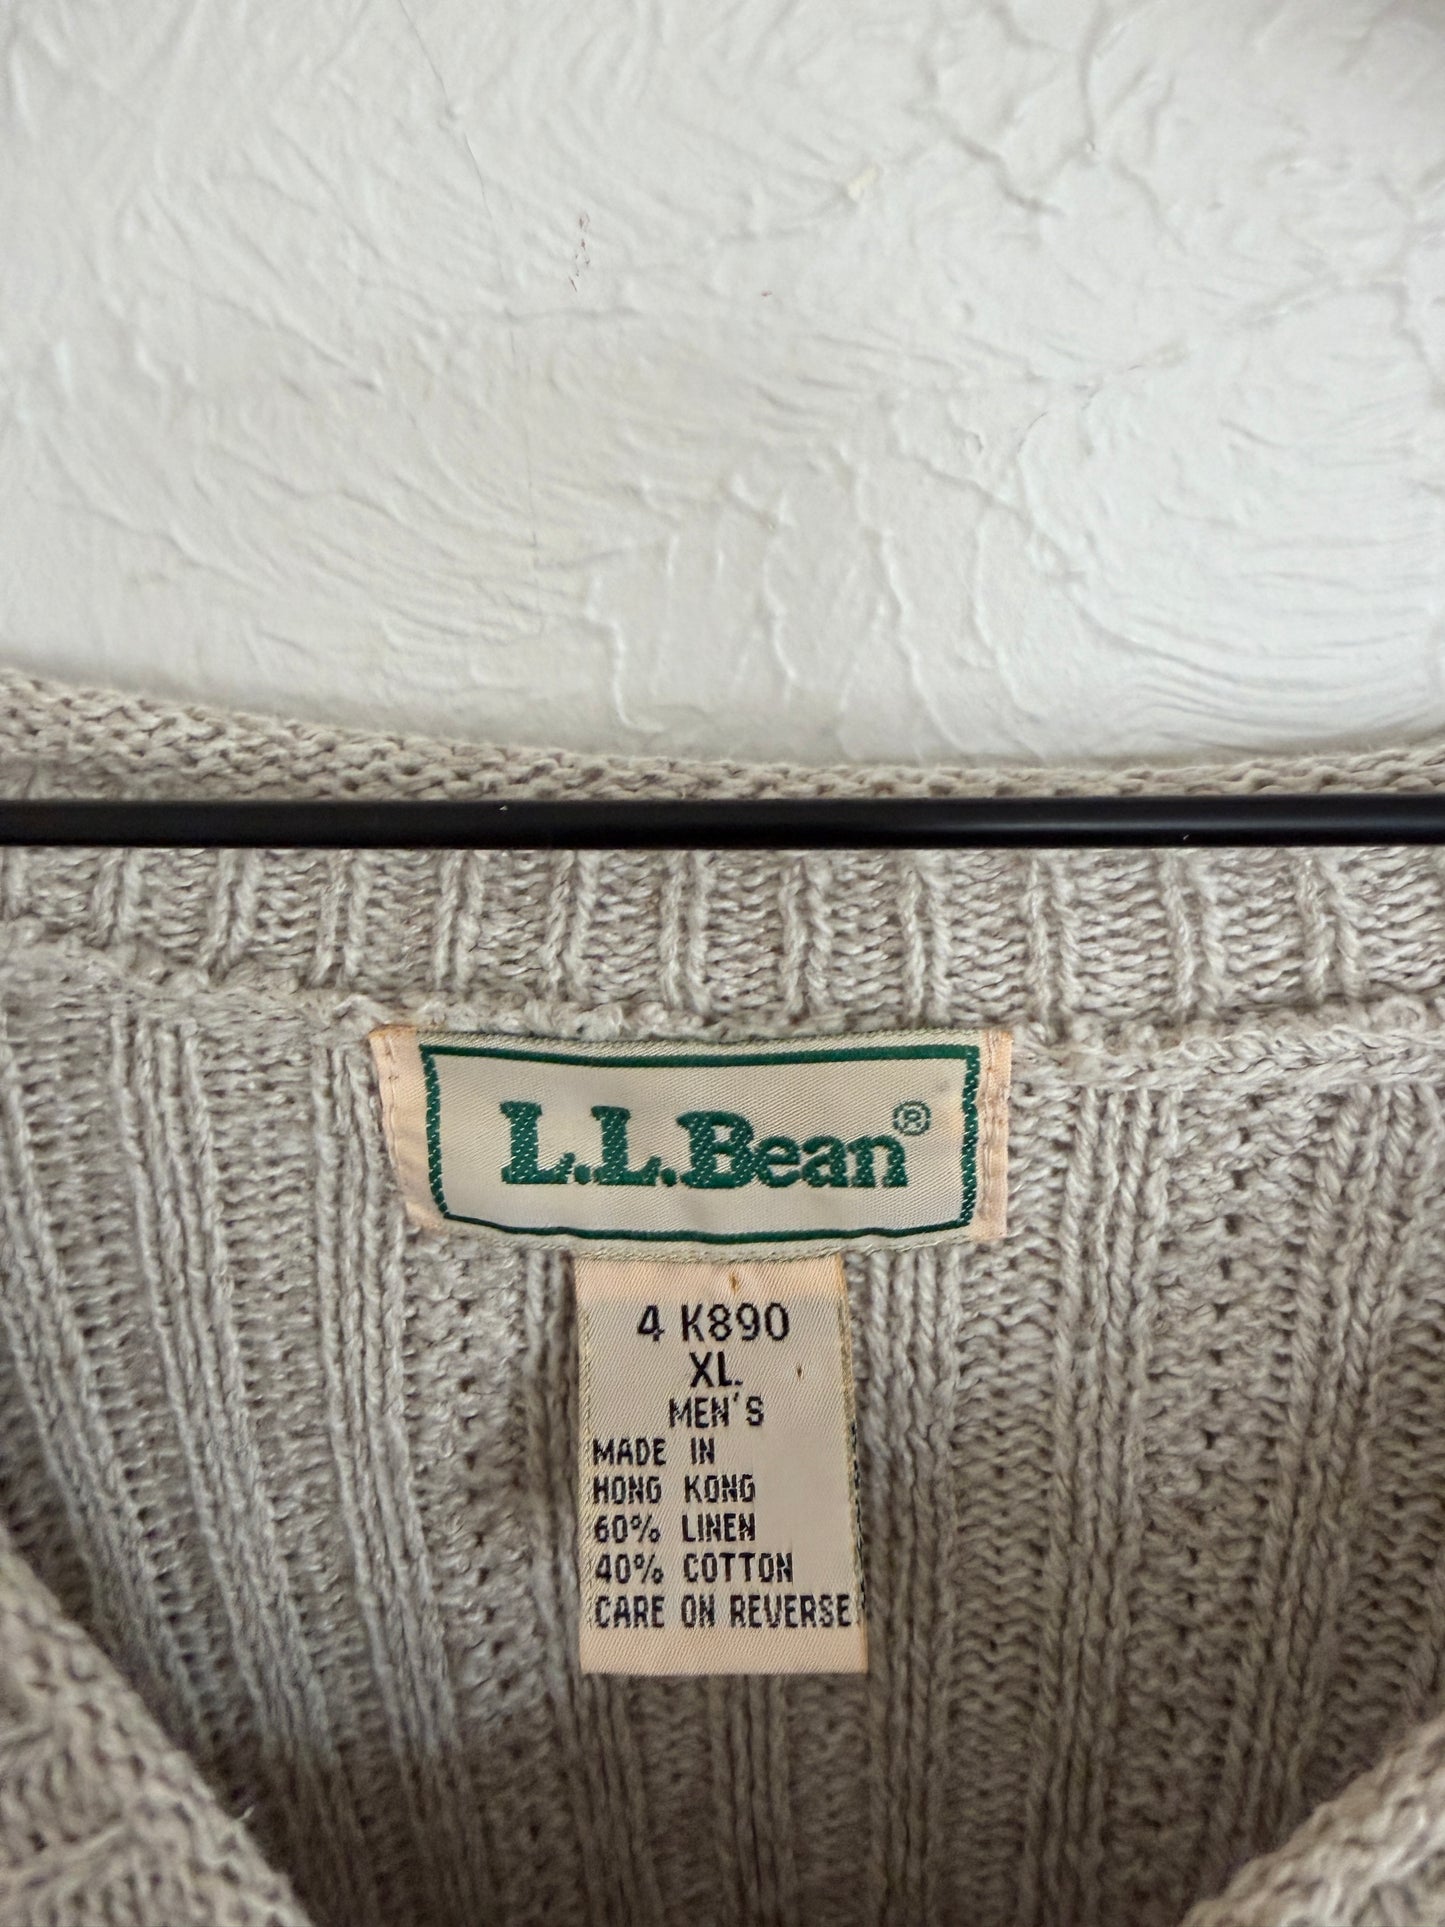 L.L.Bean®
4 K890
XL.
MEN'S
MADE IN
HONG KONG
60% LINEN
40% COTTON
CARE ON REVERSE